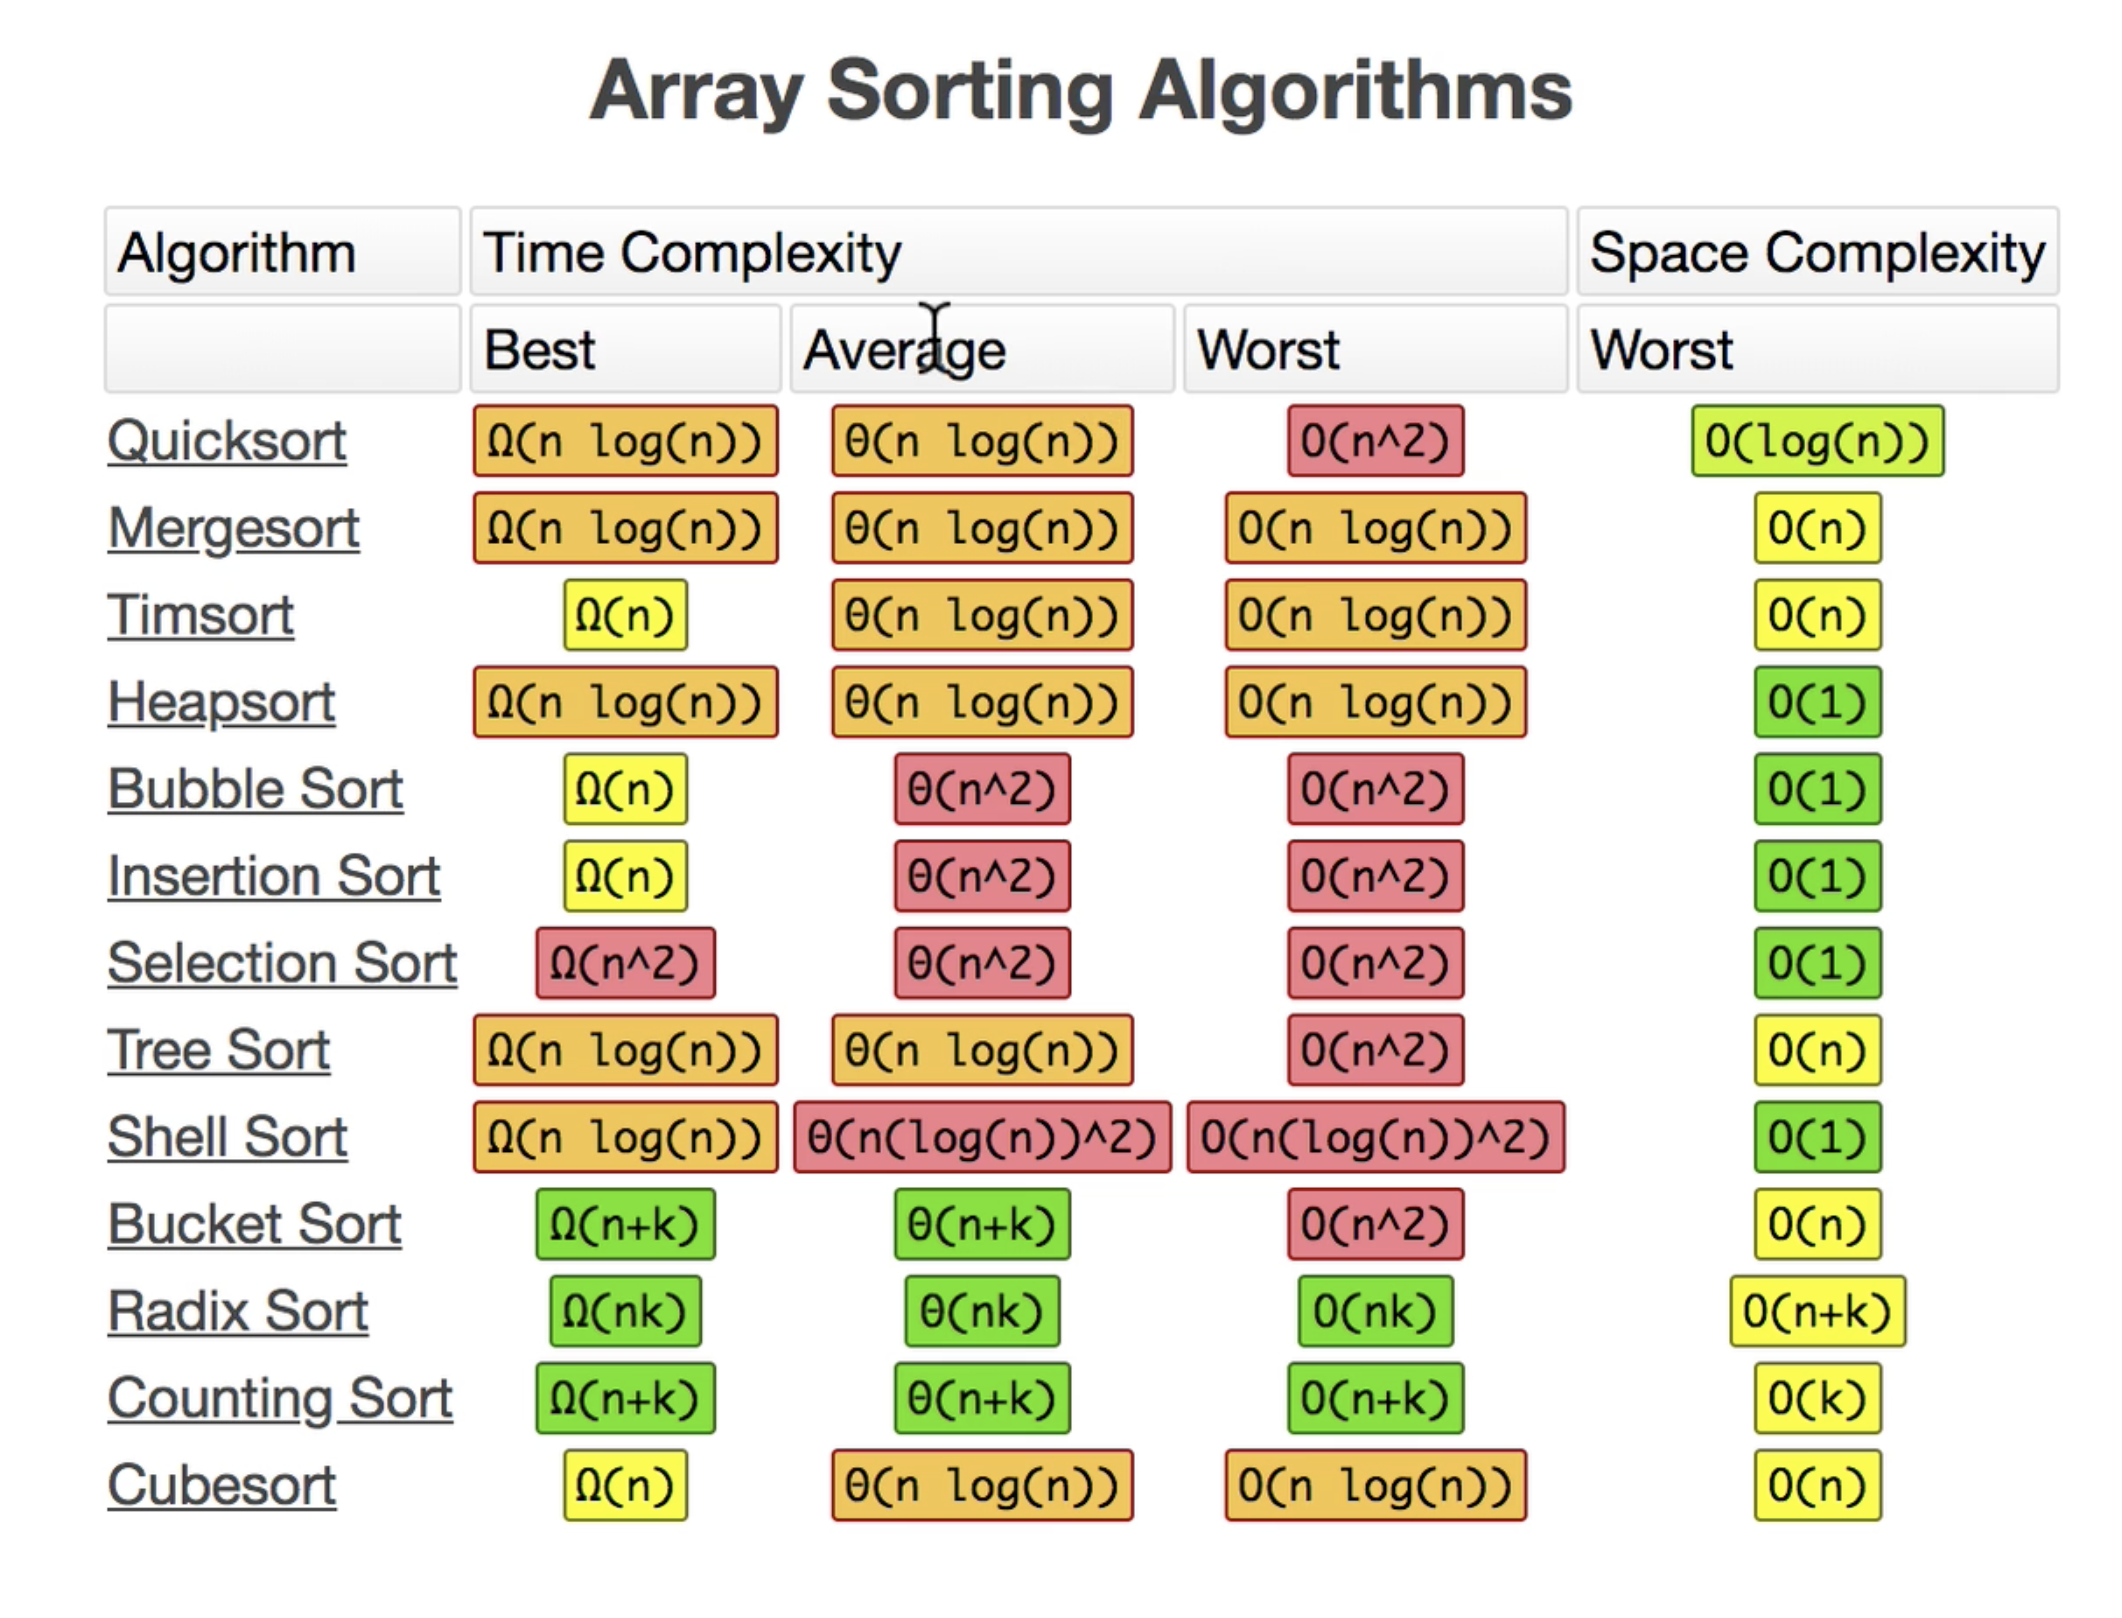 Array Sorting Algorithms
Algorithm Time Complexity Space Complexity
Best Average Worst Worst
Quicksort Ω(n log(n)) Θ(n log(n)) O(n^2) O(log(n))
Mergesort Ω(n log(n)) Θ(n log(n)) O(n log(n)) O(n)
Timsort Ω(n) Θ(n log(n)) O(n log(n)) O(n)
Heapsort Ω(n log(n)) Θ(n log(n)) O(n log(n)) O(1)
Bubble Sort Ω(n) Θ(n^2) O(n^2) O(1)
Insertion Sort Ω(n) Θ(n^2) O(n^2) O(1)
Selection Sort Ω(n^2) Θ(n^2) O(n^2) O(1)
Tree Sort Ω(n log(n)) Θ(n log(n)) O(n^2) O(n)
Shell Sort Ω(n log(n)) Θ(n(log(n))^2) O(n(log(n))^2) O(1)
Bucket Sort Ω(n+k) Θ(n+k) O(n^2) O(n)
Radix Sort Ω(nk) Θ(nk) O(nk) O(n+k)
Counting Sort Ω(n+k) Θ(n+k) O(n+k) O(k)
Cubesort Ω(n) Θ(n log(n)) O(n log(n)) O(n)